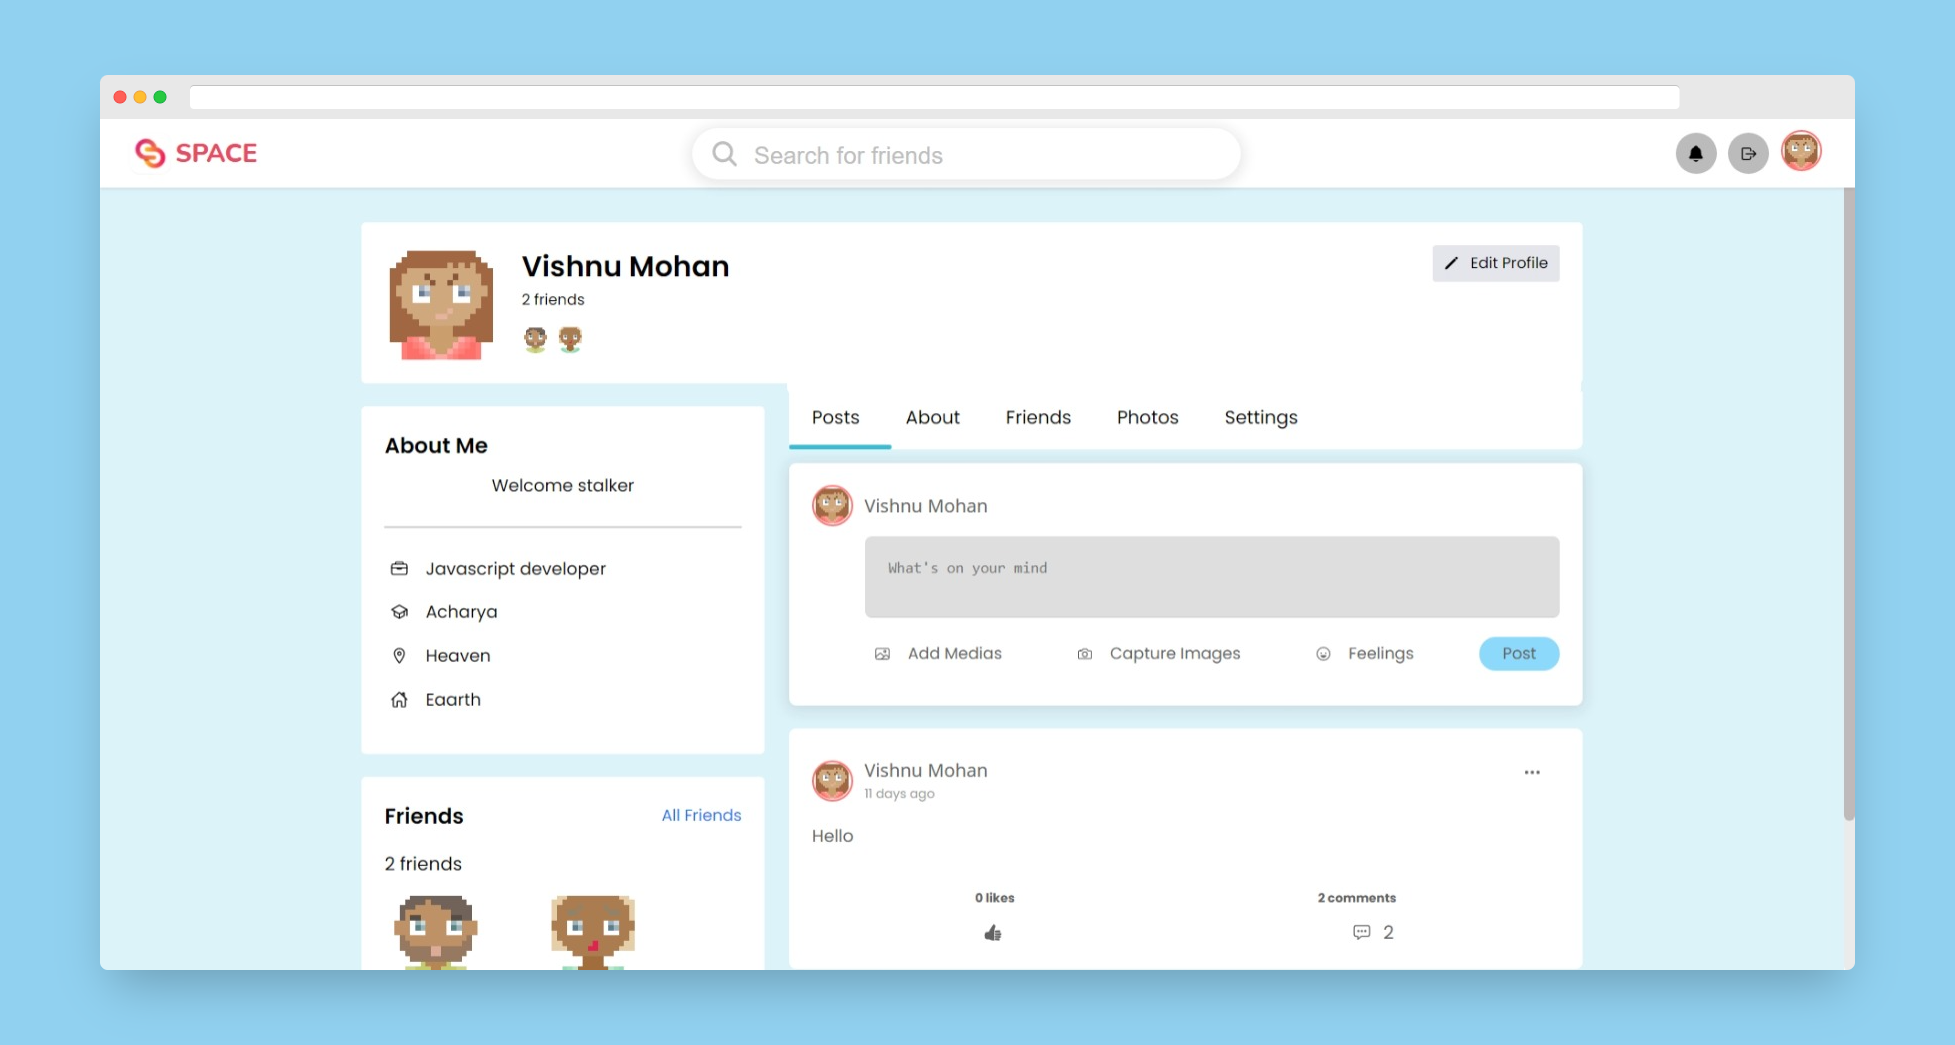 SPACE
Search for friends
Vishnu Mohan
2 friends
Edit Profile
About Me
Welcome stalker
Javascript developer
Acharya
Heaven
Eaarth
Friends
All Friends
2 friends
Posts About Friends Photos Settings
Vishnu Mohan
What's on your mind
Add Medias Capture Images Feelings Post
Vishnu Mohan
11 days ago
Hello
0 likes 2 comments
2